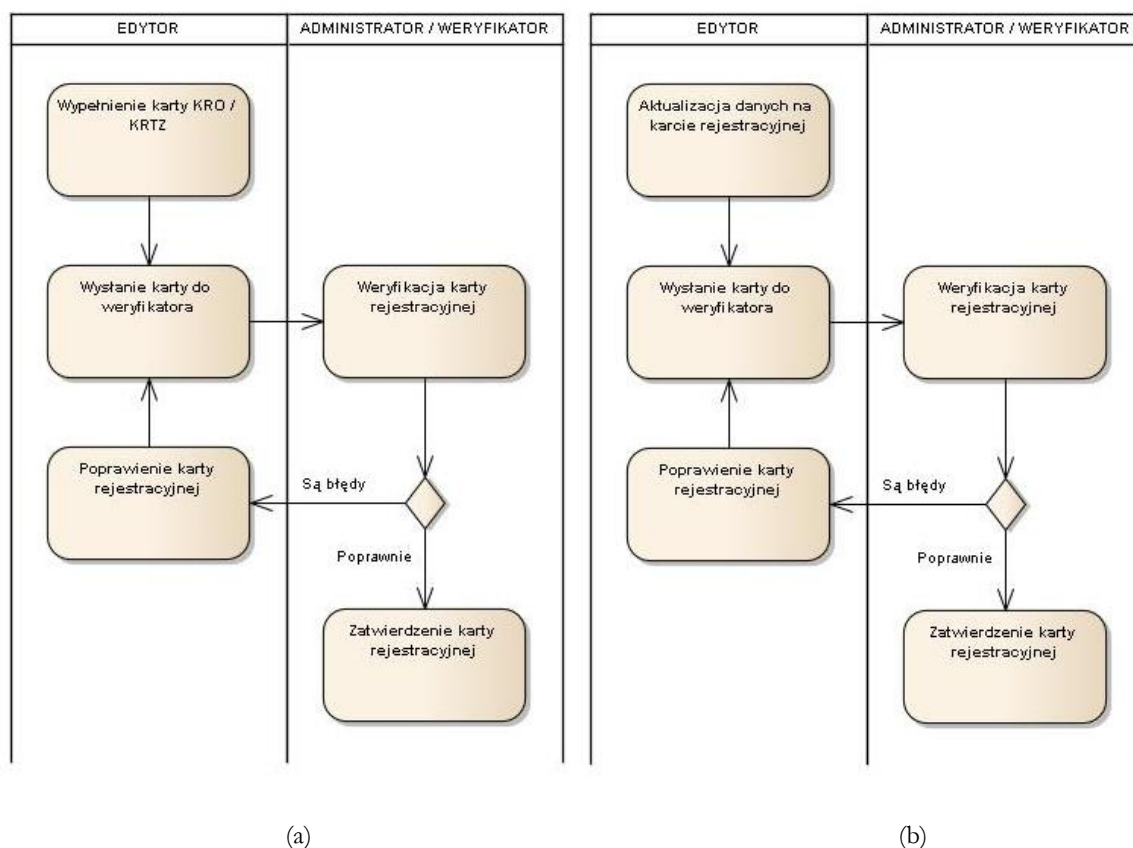 EDYTOR
ADMINISTRATOR / WERYFIKATOR
Wypełnienie karty KRO /
KRTZ
Wysłanie karty do
weryfikatora
Weryfikacja karty
rejestracyjnej
Poprawienie karty
rejestracyjnej
Są błędy
Poprawnie
Zatwierdzenie karty
rejestracyjnej
(a)
EDYTOR
ADMINISTRATOR / WERYFIKATOR
Aktualizacja danych na
karcie rejestracyjnej
Wysłanie karty do
weryfikatora
Weryfikacja karty
rejestracyjnej
Poprawienie karty
rejestracyjnej
Są błędy
Poprawnie
Zatwierdzenie karty
rejestracyjnej
(b)